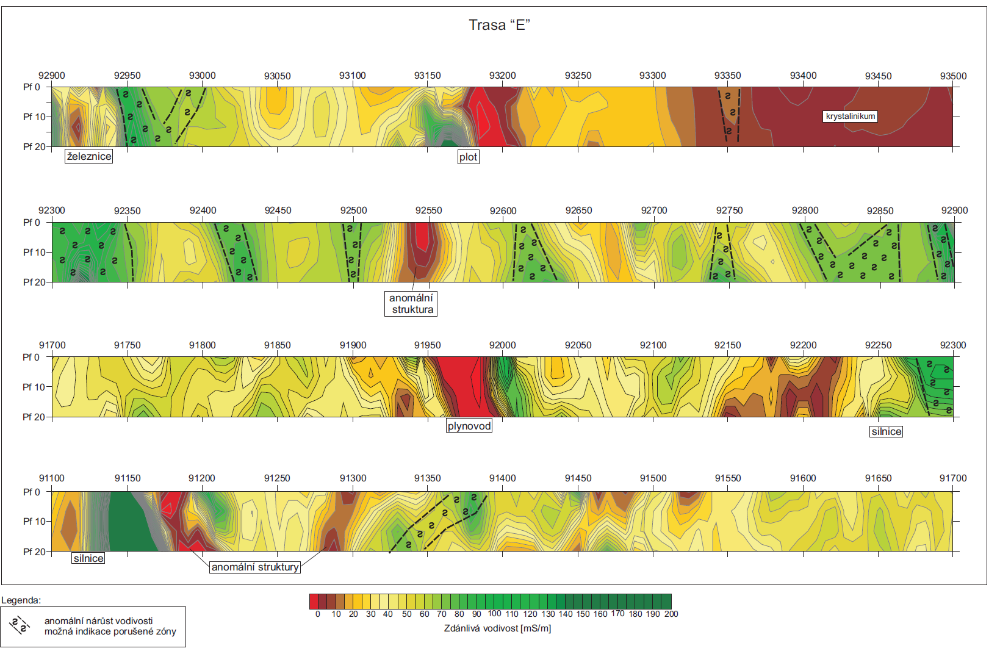 Trasa “E”
92900 92950 93000 93050 93100 93150 93200 93250 93300 93350 93400 93450 93500
Pf 0
Pf 10
krystalinikum
Pf 20
železnice plot
92300 92350 92400 92450 92500 92550 92600 92650 92700 92750 92800 92850 92900
Pf 0
Pf 10
Pf 20
anomální
struktura
91700 91750 91800 91850 91900 91950 92000 92050 92100 92150 92200 92250 92300
Pf 0
Pf 10
Pf 20
plynovod silnice
91100 91150 91200 91250 91300 91350 91400 91450 91500 91550 91600 91650 91700
Pf 0
Pf 10
Pf 20
silnice anomální struktury
Legenda:
anomální nárůst vodivosti
možná indikace porušené zóny
0 10 20 30 40 50 60 70 80 90 100 110 120 130 140 150 160 170 180 190 200
Zdánlivá vodivost [mS/m]